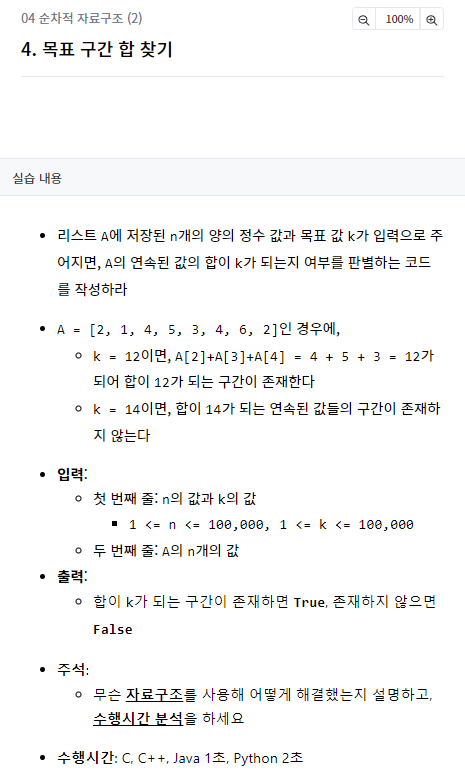 04 순차적 자료구조 (2)
100%
4. 목표 구간 합 찾기
실습 내용
리스트 A에 저장된 n개의 양의 정수 값과 목표 값 k가 입력으로 주
어지면, A의 연속된 값의 합이 k가 되는지 여부를 판별하는 코드
를 작성하라
A = [2, 1, 4, 5, 3, 4, 6, 2]인 경우에,
k = 12이면, A[2]+A[3]+A[4] = 4 + 5 + 3 = 12가
되어 합이 12가 되는 구간이 존재한다
k = 14이면, 합이 14가 되는 연속된 값들의 구간이 존재하
지 않는다
입력:
첫 번째 줄: n의 값과 k의 값
1 <= n <= 100,000, 1 <= k <= 100,000
두 번째 줄: A의 n개의 값
출력:
합이 k가 되는 구간이 존재하면 True, 존재하지 않으면
False
주석:
무슨 자료구조를 사용해 어떻게 해결했는지 설명하고,
수행시간 분석을 하세요
수행시간: C, C++, Java 1초, Python 2초